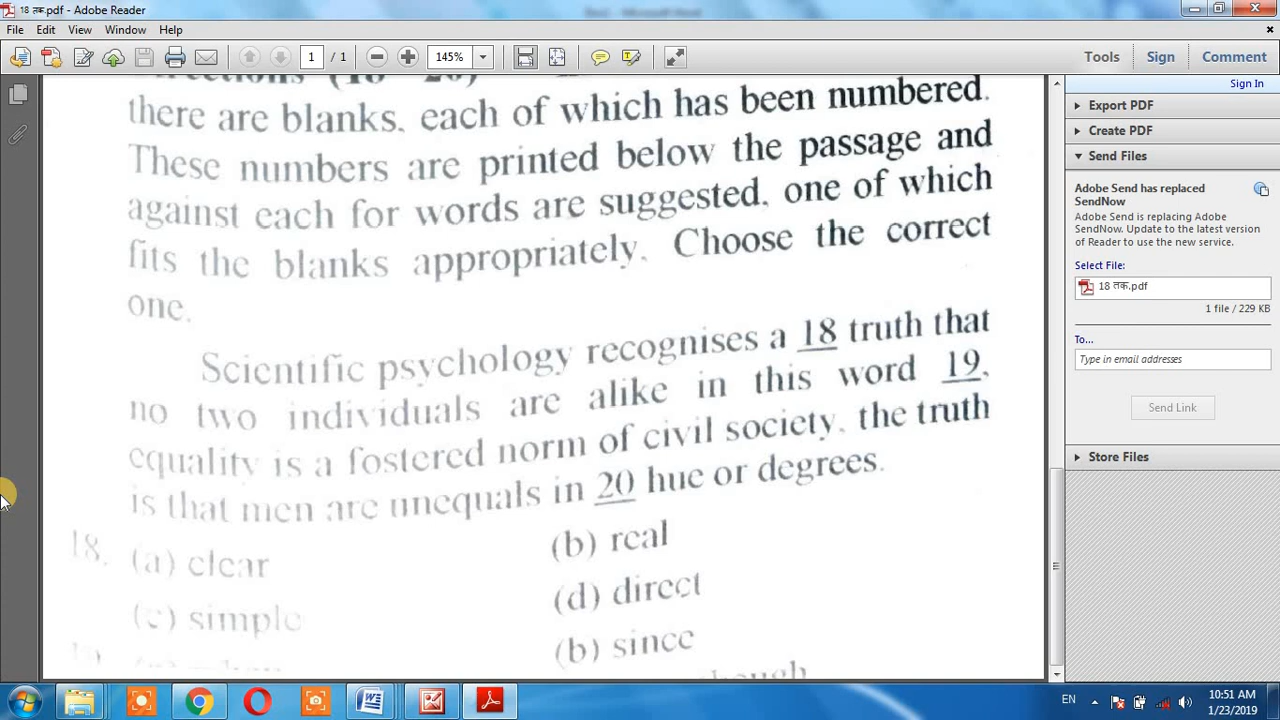 18 तक.pdf - Adobe Reader
File Edit View Window Help
1 / 1 145% Tools Sign Comment
Sign In
Export PDF
Create PDF
Send Files
Adobe Send has replaced
SendNow
Adobe Send is replacing Adobe
SendNow. Update to the latest version
of Reader to use the new service.
Select File:
18 तक.pdf
1 file / 229 KB
To...
Type in email addresses
Send Link
Store Files
(18 20)
there are blanks, each of which has been numbered.
These numbers are printed below the passage and
against each for words are suggested, one of which
fits the blanks appropriately. Choose the correct
one.
Scientific psychology recognises a 18 truth that
no two individuals are alike in this word 19,
equality is a fostered norm of civil society, the truth
is that men are unequals in 20 hue or degrees.
18. (a) clear (b) real
(c) simple (d) direct
(b) since
EN 10:51 AM
1/23/2019